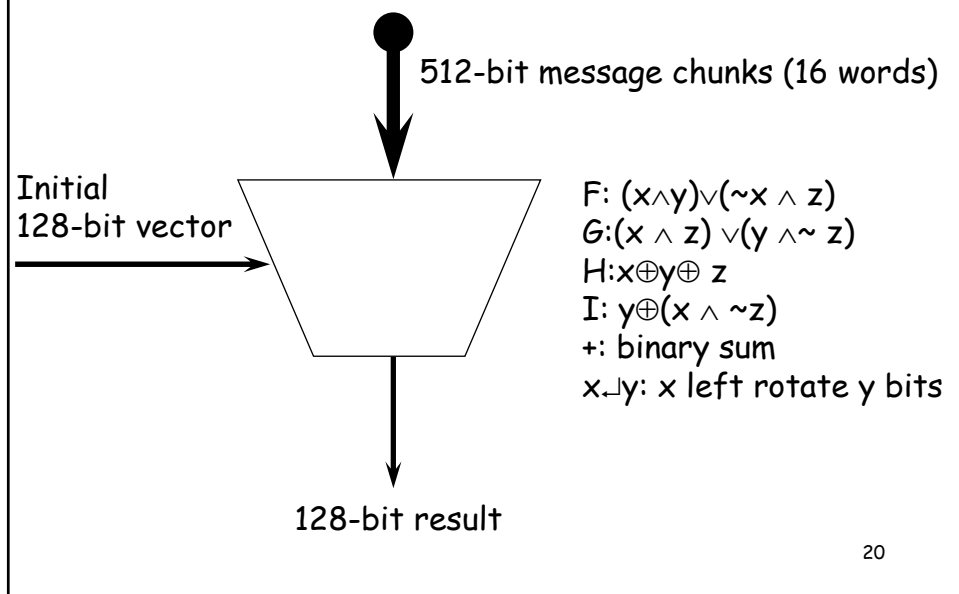 512-bit message chunks (16 words)
Initial
128-bit vector
F: (x∧y)∨(~x ∧ z)
G:(x ∧ z) ∨(y ∧~ z)
H:x⊕y⊕ z
I: y⊕(x ∧ ~z)
+: binary sum
x↵y: x left rotate y bits
128-bit result
20